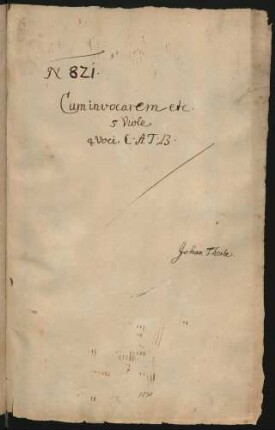 N 821.
Cum invocarem etc.
5 Viole
4 Voci. C. A. T. B.
Johan Theile